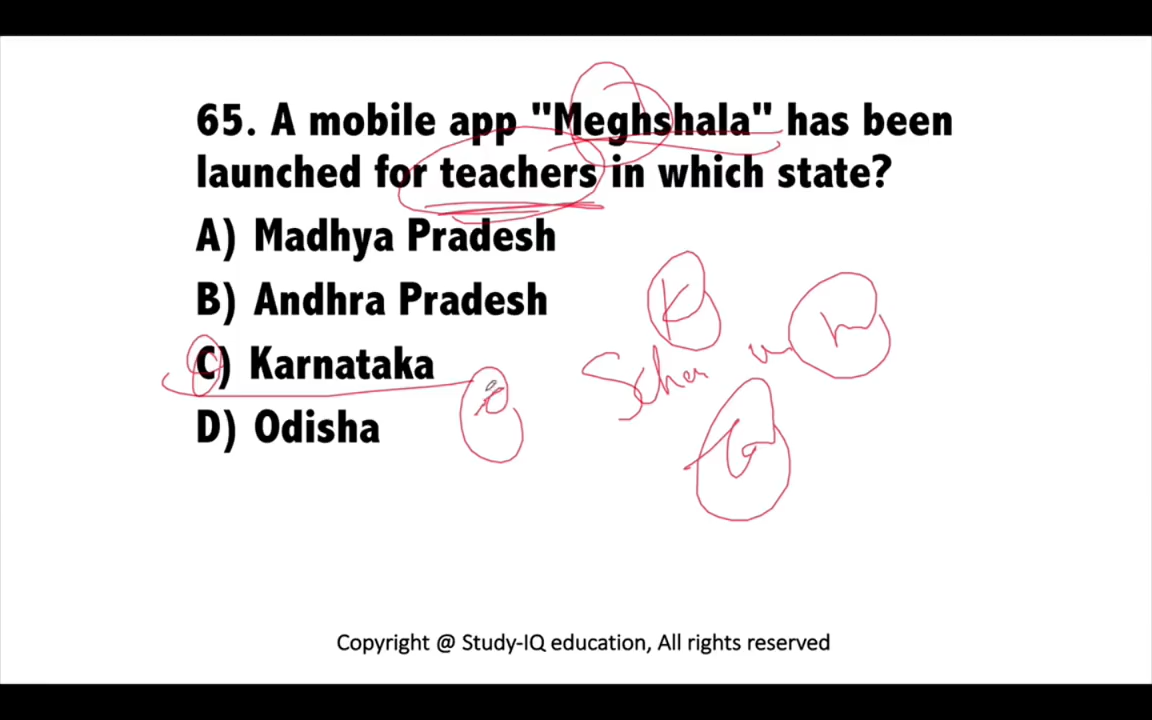 65. A mobile app "Meghshala" has been
launched for teachers in which state?
A) Madhya Pradesh
B) Andhra Pradesh
C) Karnataka
D) Odisha
K
Copyright @ Study-IQ education, All rights reserved